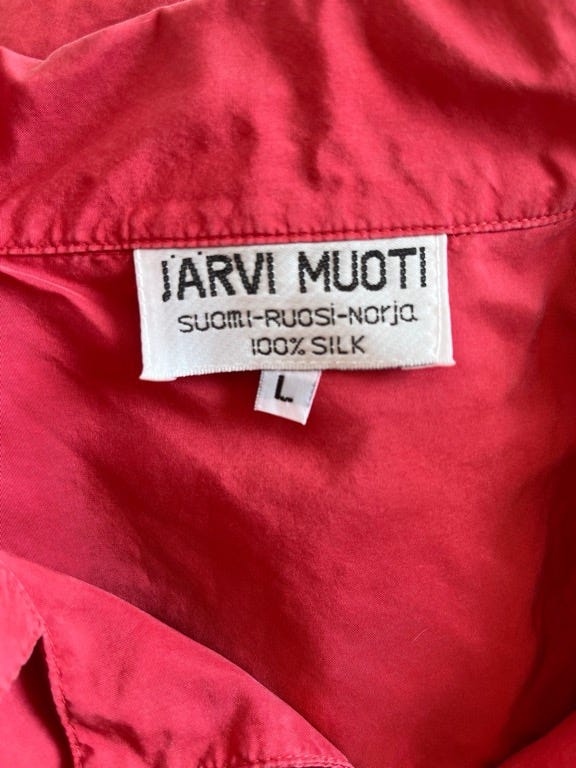 JÄRVI MUOTI
SUOMI-RUOSI-NORJA
100% SILK
L